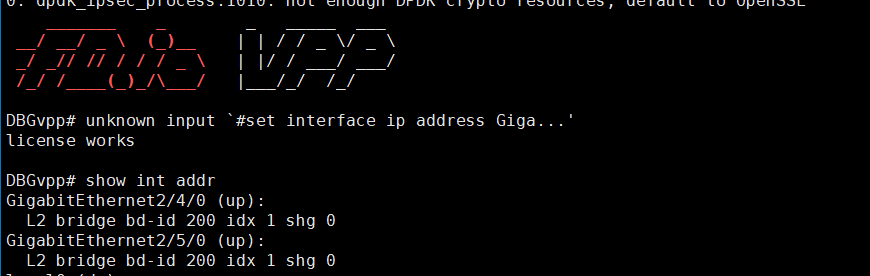 0: dpdk_ipsec_process:1010: not enough DPDK crypto resources, default to OpenSSL
DBGvpp# unknown input `#set interface ip address Giga...'
license works
DBGvpp# show int addr
GigabitEthernet2/4/0 (up):
  L2 bridge bd-id 200 idx 1 shg 0
GigabitEthernet2/5/0 (up):
  L2 bridge bd-id 200 idx 1 shg 0